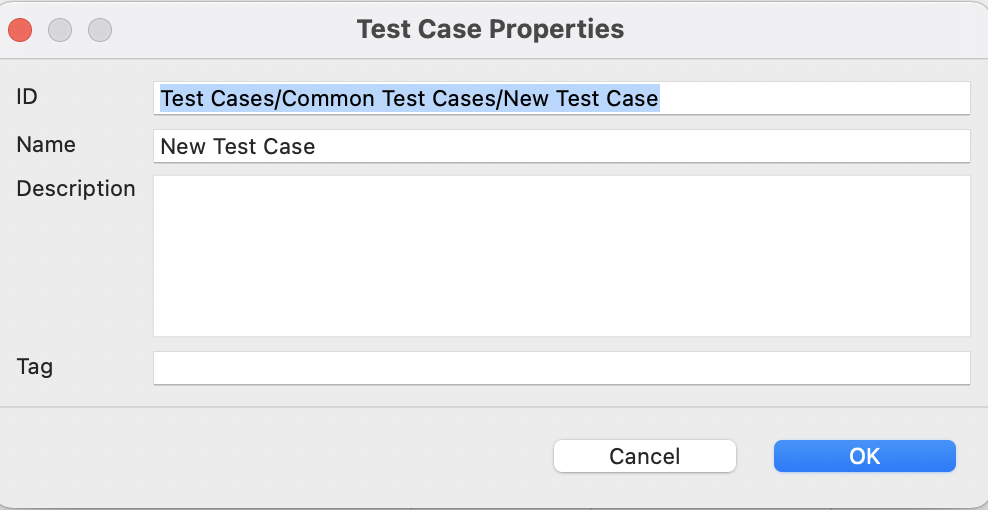 Test Case Properties
ID
Test Cases/Common Test Cases/New Test Case
Name
New Test Case
Description
Tag
Cancel
OK